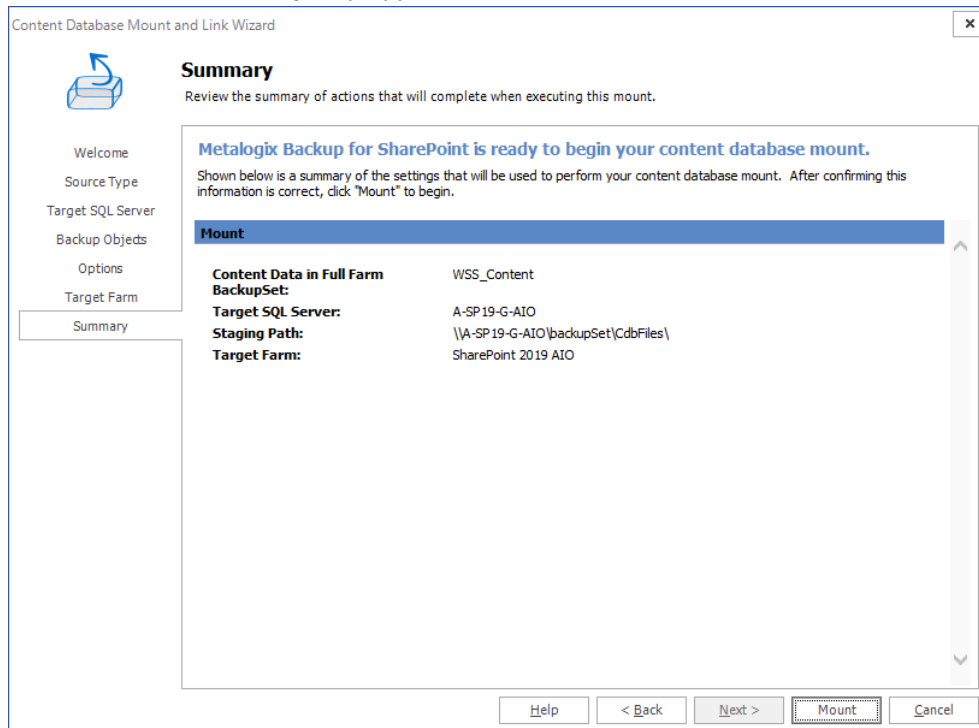 Content Database Mount and Link Wizard
Summary
Review the summary of actions that will complete when executing this mount.
Welcome
Source Type
Target SQL Server
Backup Objects
Options
Target Farm
Summary
Metalogix Backup for SharePoint is ready to begin your content database mount.
Shown below is a summary of the settings that will be used to perform your content database mount. After confirming this
information is correct, click "Mount" to begin.
Mount
Content Data in Full Farm WSS_Content
BackupSet:
Target SQL Server: A-SP19-G-AIO
Staging Path: \\A-SP19-G-AIO\backupSet\CdbFiles\
Target Farm: SharePoint 2019 AIO
Help < Back Next > Mount Cancel